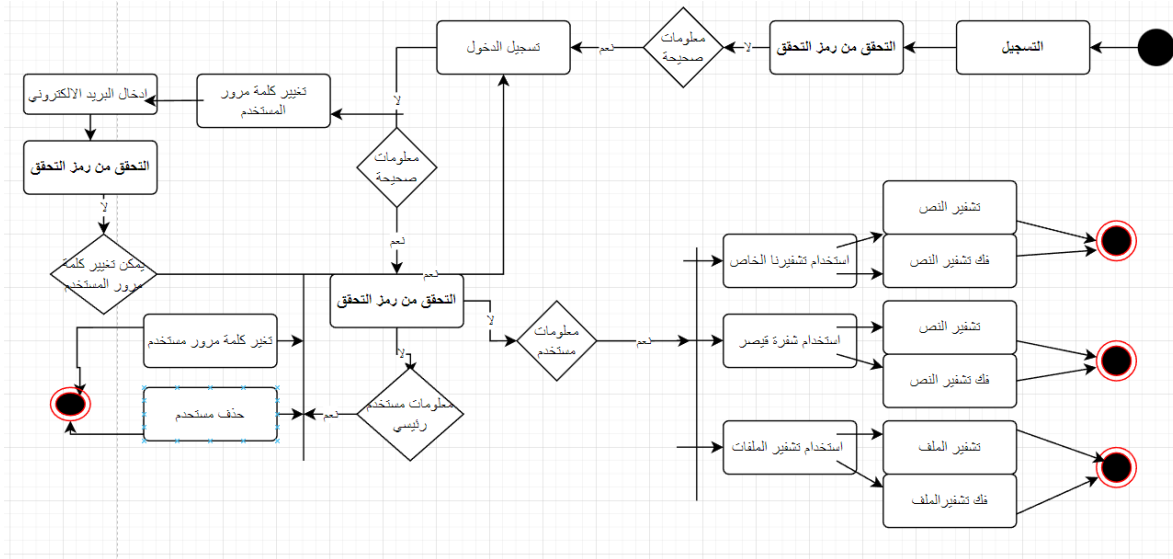 التسجيل
التحقق من رمز التحقق
لا
معلومات
صحيحة
نعم
تسجيل الدخول
لا
تغيير كلمة مرور
المستخدم
ادخال البريد الالكتروني
التحقق من رمز التحقق
لا
يمكن تغيير كلمة
مرور المستخدم
نعم
معلومات
صحيحة
نعم
التحقق من رمز التحقق
لا
معلومات مستخدم
رئيسي
نعم
تغير كلمة مرور مستخدم
حذف مستخدم
لا
معلومات
مستخدم
نعم
استخدام تشفيرنا الخاص
تشفير النص
فك تشفير النص
استخدام شفرة قيصر
تشفير النص
فك تشفير النص
استخدام تشفير الملفات
تشفير الملف
فك تشفيرالملف